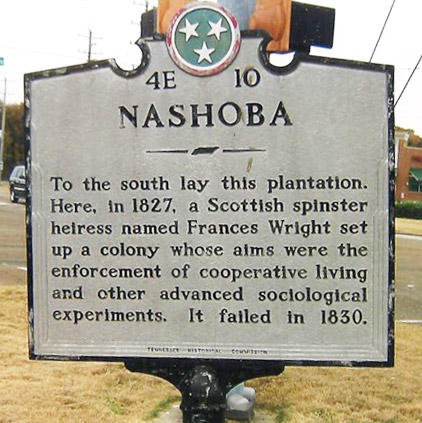 4E 10
NASHOBA
To the south lay this plantation.
Here, in 1827, a Scottish spinster
heiress named Frances Wright set
up a colony whose aims were the
enforcement of cooperative living
and other advanced sociological
experiments. It failed in 1830.
TENNESSEE HISTORICAL COMMISSION